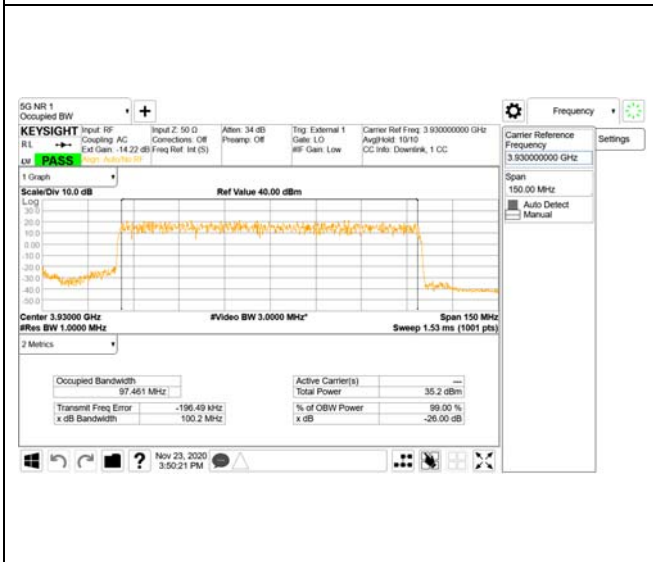 5G NR 1
Occupied BW
Frequency
KEYSIGHT
RL
PASS
Input: RF
Coupling: AC
Ext Gain: -14.22 dB
Align: Auto/No RF
Input Z: 50 Ω
Corrections: Off
Freq Ref: Int (S)
Atten: 34 dB
Preamp: Off
Trig: External 1
Gate: LO
#IF Gain: Low
Carrier Ref Freq: 3.930000000 GHz
Avg|Hold: 10/10
CC Info: Downlink, 1 CC
Carrier Reference
Frequency
3.930000000 GHz
Settings
Span
150.00 MHz
Auto Detect
Manual
1 Graph
Scale/Div 10.0 dB
Ref Value 40.00 dBm
Log
30.0
20.0
10.0
0.00
-10.0
-20.0
-30.0
-40.0
-50.0
Center 3.93000 GHz
#Video BW 3.0000 MHz*
Span 150 MHz
#Res BW 1.0000 MHz
Sweep 1.53 ms (1001 pts)
2 Metrics
Occupied Bandwidth
97.461 MHz
Active Carrier(s)
---
Total Power
35.2 dBm
Transmit Freq Error
-196.49 kHz
% of OBW Power
99.00 %
x dB Bandwidth
100.2 MHz
x dB
-26.00 dB
?
Nov 23, 2020
3:50:21 PM